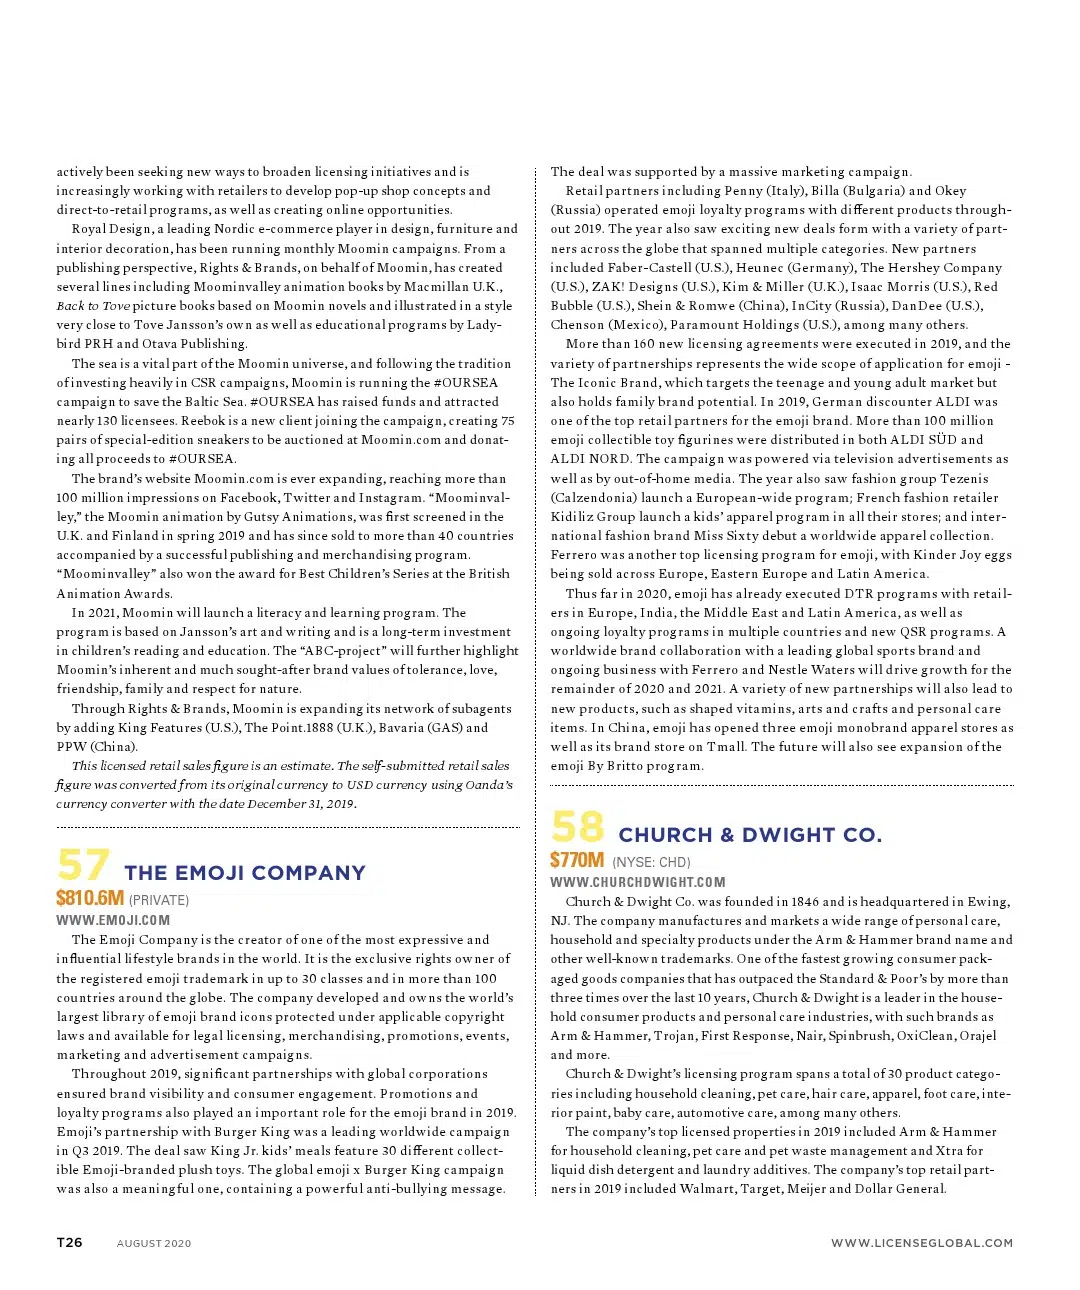 actively been seeking new ways to broaden licensing initiatives and is
increasingly working with retailers to develop pop-up shop concepts and
direct-to-retail programs, as well as creating online opportunities.
Royal Design, a leading Nordic e-commerce player in design, furniture and
interior decoration, has been running monthly Moomin campaigns. From a
publishing perspective, Rights & Brands, on behalf of Moomin, has created
several lines including Moominvalley animation books by Macmillan U.K.,
Back to Tove picture books based on Moomin novels and illustrated in a style
very close to Tove Jansson's own as well as educational programs by Lady-
bird PRH and Otava Publishing.
The sea is a vital part of the Moomin universe, and following the tradition
of investing heavily in CSR campaigns, Moomin is running the #OURSEA
campaign to save the Baltic Sea. #OURSEA has raised funds and attracted
nearly 130 licensees. Reebok is a new client joining the campaign, creating 75
pairs of special-edition sneakers to be auctioned at Moomin.com and donat-
ing all proceeds to #OURSEA.
The brand's website Moomin.com is ever expanding, reaching more than
100 million impressions on Facebook, Twitter and Instagram. “Moominval-
ley,” the Moomin animation by Gutsy Animations, was first screened in the
U.K. and Finland in spring 2019 and has since sold to more than 40 countries
accompanied by a successful publishing and merchandising program.
“Moominvalley” also won the award for Best Children's Series at the British
Animation Awards.
In 2021, Moomin will launch a literacy and learning program. The
program is based on Jansson's art and writing and is a long-term investment
in children's reading and education. The “ABC-project” will further highlight
Moomin's inherent and much sought-after brand values of tolerance, love,
friendship, family and respect for nature.
Through Rights & Brands, Moomin is expanding its network of subagents
by adding King Features (U.S.), The Point.1888 (U.K.), Bavaria (GAS) and
PPW (China).
This licensed retail sales figure is an estimate. The self-submitted retail sales
figure was converted from its original currency to USD currency using Oanda's
currency converter with the date December 31, 2019.
57 THE EMOJI COMPANY
$810.6M (PRIVATE)
WWW.EMOJI.COM
The Emoji Company is the creator of one of the most expressive and
influential lifestyle brands in the world. It is the exclusive rights owner of
the registered emoji trademark in up to 30 classes and in more than 100
countries around the globe. The company developed and owns the world's
largest library of emoji brand icons protected under applicable copyright
laws and available for legal licensing, merchandising, promotions, events,
marketing and advertisement campaigns.
Throughout 2019, significant partnerships with global corporations
ensured brand visibility and consumer engagement. Promotions and
loyalty programs also played an important role for the emoji brand in 2019.
Emoji's partnership with Burger King was a leading worldwide campaign
in Q3 2019. The deal saw King Jr. kids' meals feature 30 different collect-
ible Emoji-branded plush toys. The global emoji x Burger King campaign
was also a meaningful one, containing a powerful anti-bullying message.
The deal was supported by a massive marketing campaign.
Retail partners including Penny (Italy), Billa (Bulgaria) and Okey
(Russia) operated emoji loyalty programs with different products through-
out 2019. The year also saw exciting new deals form with a variety of part-
ners across the globe that spanned multiple categories. New partners
included Faber-Castell (U.S.), Heunec (Germany), The Hershey Company
(U.S.), ZAK! Designs (U.S.), Kim & Miller (U.K.), Isaac Morris (U.S.), Red
Bubble (U.S.), Shein & Romwe (China), InCity (Russia), DanDee (U.S.),
Chenson (Mexico), Paramount Holdings (U.S.), among many others.
More than 160 new licensing agreements were executed in 2019, and the
variety of partnerships represents the wide scope of application for emoji -
The Iconic Brand, which targets the teenage and young adult market but
also holds family brand potential. In 2019, German discounter ALDI was
one of the top retail partners for the emoji brand. More than 100 million
emoji collectible toy figurines were distributed in both ALDI SÜD and
ALDI NORD. The campaign was powered via television advertisements as
well as by out-of-home media. The year also saw fashion group Tezenis
(Calzendonia) launch a European-wide program; French fashion retailer
Kidiliz Group launch a kids' apparel program in all their stores; and inter-
national fashion brand Miss Sixty debut a worldwide apparel collection.
Ferrero was another top licensing program for emoji, with Kinder Joy eggs
being sold across Europe, Eastern Europe and Latin America.
Thus far in 2020, emoji has already executed DTR programs with retail-
ers in Europe, India, the Middle East and Latin America, as well as
ongoing loyalty programs in multiple countries and new QSR programs. A
worldwide brand collaboration with a leading global sports brand and
ongoing business with Ferrero and Nestle Waters will drive growth for the
remainder of 2020 and 2021. A variety of new partnerships will also lead to
new products, such as shaped vitamins, arts and crafts and personal care
items. In China, emoji has opened three emoji monobrand apparel stores as
well as its brand store on Tmall. The future will also see expansion of the
emoji By Britto program.
58 CHURCH & DWIGHT CO.
$770M (NYSE: CHD)
WWW.CHURCHDWIGHT.COM
Church & Dwight Co. was founded in 1846 and is headquartered in Ewing,
NJ. The company manufactures and markets a wide range of personal care,
household and specialty products under the Arm & Hammer brand name and
other well-known trademarks. One of the fastest growing consumer pack-
aged goods companies that has outpaced the Standard & Poor's by more than
three times over the last 10 years, Church & Dwight is a leader in the house-
hold consumer products and personal care industries, with such brands as
Arm & Hammer, Trojan, First Response, Nair, Spinbrush, OxiClean, Orajel
and more.
Church & Dwight's licensing program spans a total of 30 product catego-
ries including household cleaning, pet care, hair care, apparel, foot care, inte-
rior paint, baby care, automotive care, among many others.
The company's top licensed properties in 2019 included Arm & Hammer
for household cleaning, pet care and pet waste management and Xtra for
liquid dish detergent and laundry additives. The company's top retail part-
ners in 2019 included Walmart, Target, Meijer and Dollar General.
T26 AUGUST 2020 WWW.LICENSEGLOBAL.COM